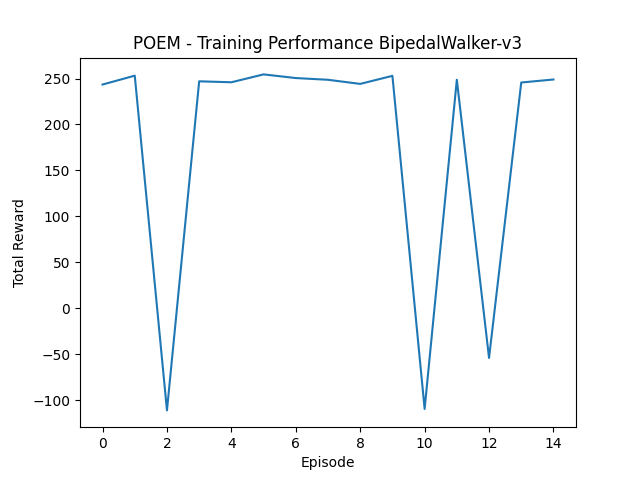 POEM - Training Performance BipedalWalker-v3
250
200
150
100
50
0
−50
−100
Total Reward
0 2 4 6 8 10 12 14
Episode